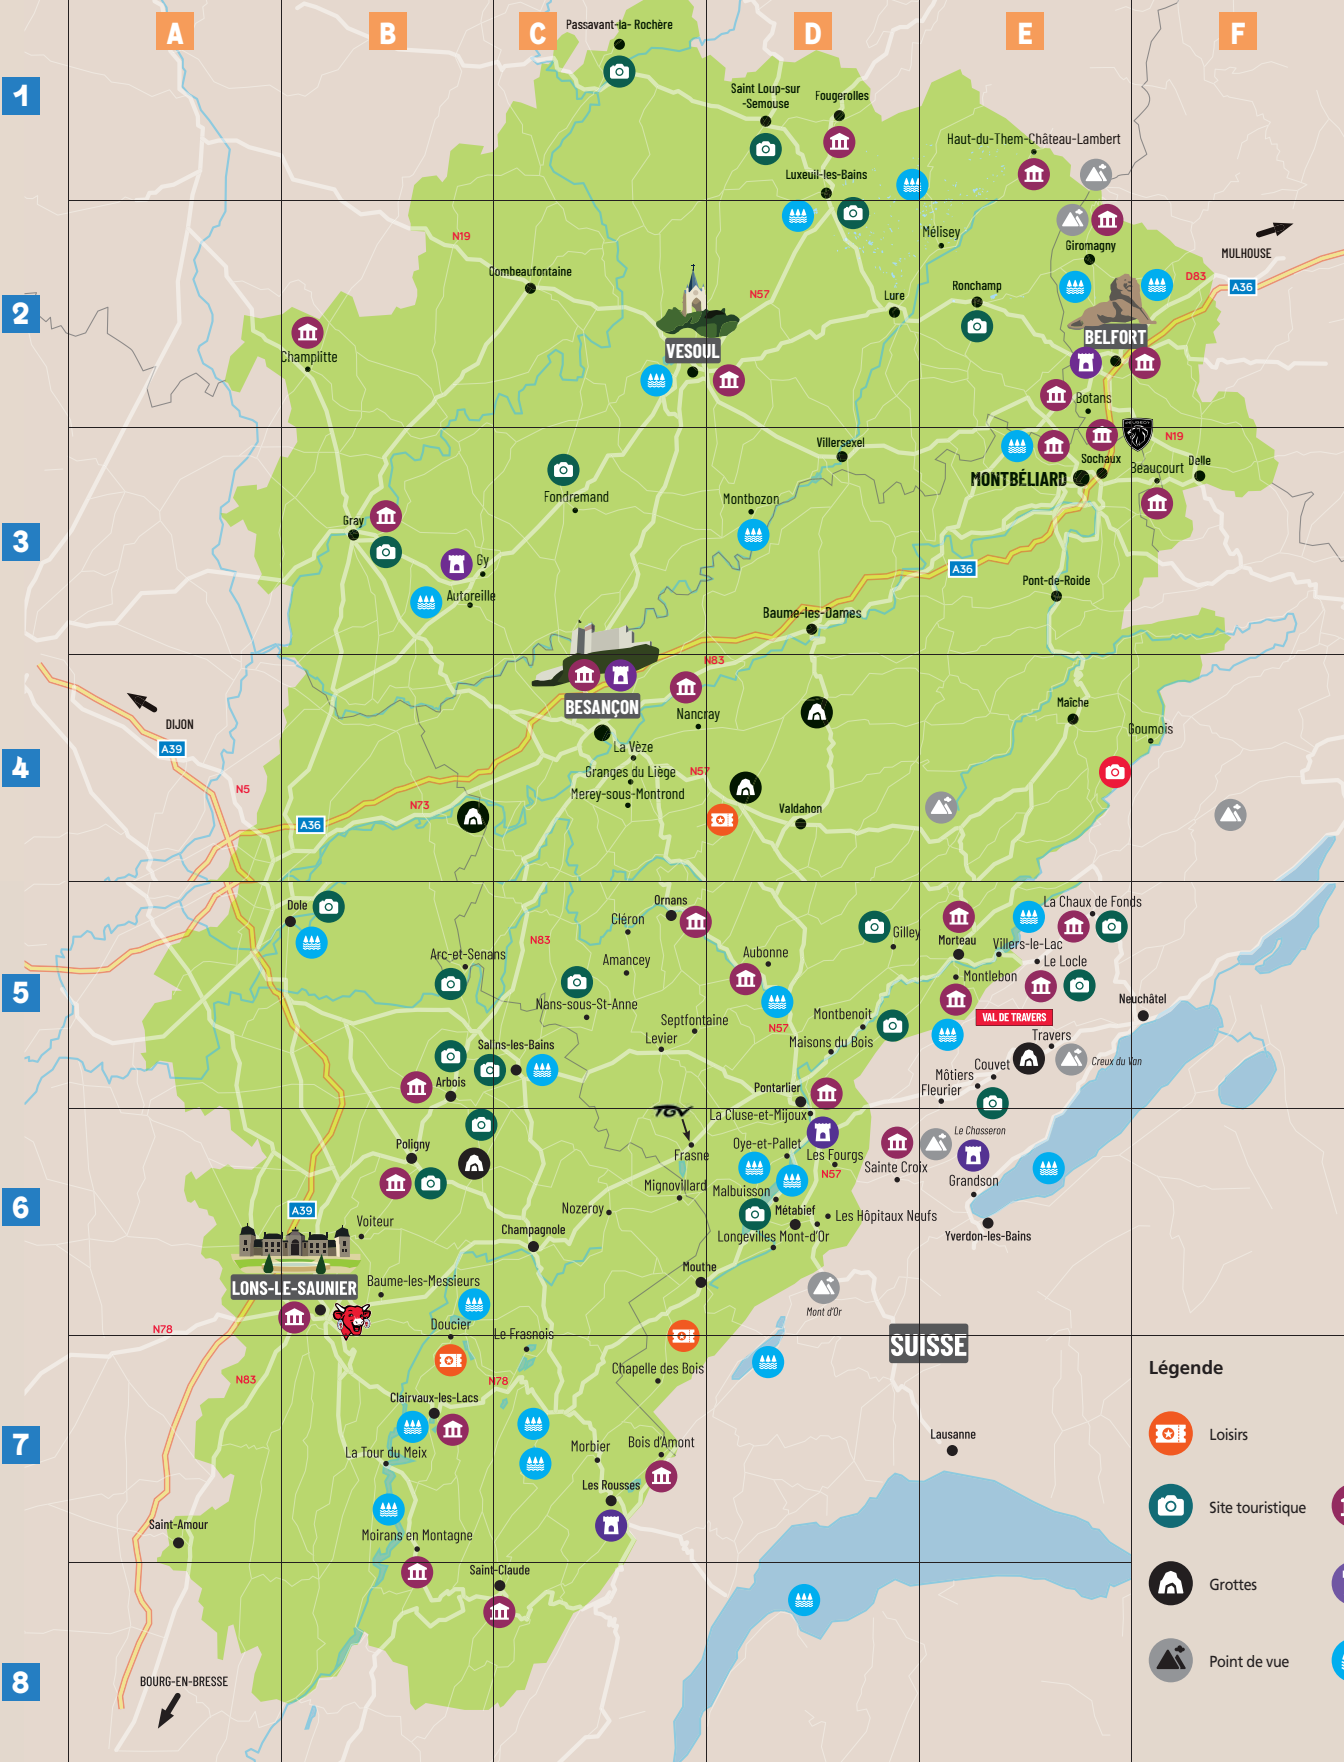 A
B
C
D
E
F
1
2
3
4
5
6
7
8
Passavant-la- Rochère
Saint Loup-sur
-Semouse
Fougerolles
Haut-du-Them-Château-Lambert
Luxeuil-les-Bains
N19
Mélisey
Giromagny
MULHOUSE
Combeaufontaine
N57
Lure
Ronchamp
D83
A36
BELFORT
VESOUL
Champlitte
Botans
PEUGEOT
N19
Villersexel
Sochaux
MONTBÉLIARD
Beaucourt
Delle
Fondremand
Montbozon
Gray
Gy
Autoreille
A36
Pont-de-Roide
Baume-les-Dames
N83
BESANÇON
Nancray
Maîche
Goumois
DIJON
A39
La Vèze
Granges du Liège
N57
Merey-sous-Montrond
N5
N73
A36
Valdahon
Dole
Ornans
Cléron
N83
Gilley
La Chaux de Fonds
Morteau
Villers-le-Lac
Arc-et-Senans
Amancey
Aubonne
Le Locle
Montlebon
Nans-sous-St-Anne
Neuchâtel
Septfontaine
Levier
N57
Montbenoit
Maisons du Bois
VAL DE TRAVERS
Travers
Creux du Van
Salins-les-Bains
Arbois
Couvet
Môtiers
Fleurier
Pontarlier
La Cluse-et-Mijoux
TGV
Frasne
Poligny
Oye-et-Pallet
Les Fourgs
N57
Le Chasseron
Sainte Croix
Grandson
Mignovillard
Malbuisson
Nozeroy
Métabief
Les Hôpitaux Neufs
Longevilles Mont-d'Or
Yverdon-les-Bains
A39
Voiteur
Champagnole
LONS-LE-SAUNIER
Baume-les-Messieurs
Mouthe
Mont d'Or
Doucier
Le Frasnois
N78
SUISSE
Chapelle des Bois
N83
N78
Clairvaux-les-Lacs
La Tour du Meix
Morbier
Bois d'Amont
Lausanne
Les Rousses
Saint-Amour
Moirans en Montagne
Saint-Claude
BOURG-EN-BRESSE
Légende
Loisirs
Site touristique
Grottes
Point de vue